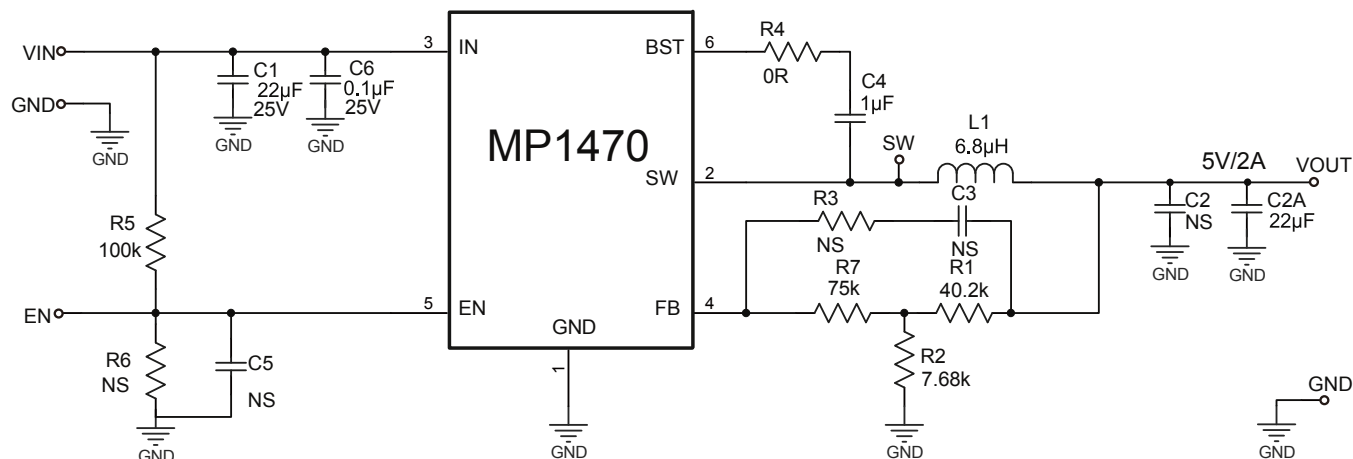 VIN
GND
GND
C1
22µF
25V
GND
C6
0.1µF
25V
GND
3
IN
MP1470
BST
6
R4
0R
C4
1µF
SW
2
SW
L1
6.8µH
5V/2A
VOUT
C2
NS
GND
C2A
22µF
GND
R3
NS
C3
NS
R5
100k
R7
75k
R1
40.2k
EN
5
EN
FB
4
GND
1
GND
R6
NS
C5
NS
GND
R2
7.68k
GND
GND
GND